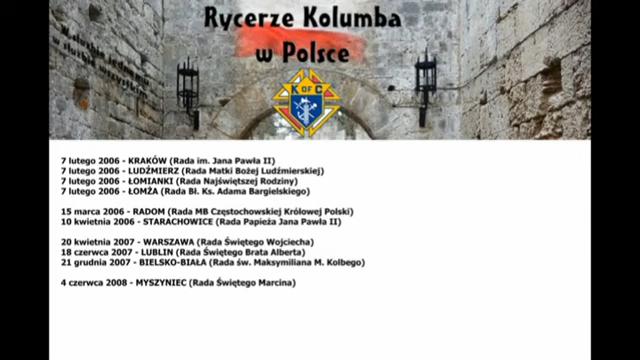 Rycerze Kolumba
w Polsce
W służbie jednemu
w służbie wszystkim
K OF C
7 lutego 2006 - KRAKÓW (Rada im. Jana Pawła II)
7 lutego 2006 - LUDŹMIERZ (Rada Matki Bożej Ludźmierskiej)
7 lutego 2006 - ŁOMIANKI (Rada Najświętszej Rodziny)
7 lutego 2006 - ŁOMŻA (Rada Bł. Ks. Adama Bargielskiego)
15 marca 2006 - RADOM (Rada MB Częstochowskiej Królowej Polski)
10 kwietnia 2006 - STARACHOWICE (Rada Papieża Jana Pawła II)
20 kwietnia 2007 - WARSZAWA (Rada Świętego Wojciecha)
18 czerwca 2007 - LUBLIN (Rada Świętego Brata Alberta)
21 grudnia 2007 - BIELSKO-BIAŁA (Rada św. Maksymiliana M. Kolbego)
4 czerwca 2008 - MYSZYNIEC (Rada Świętego Marcina)